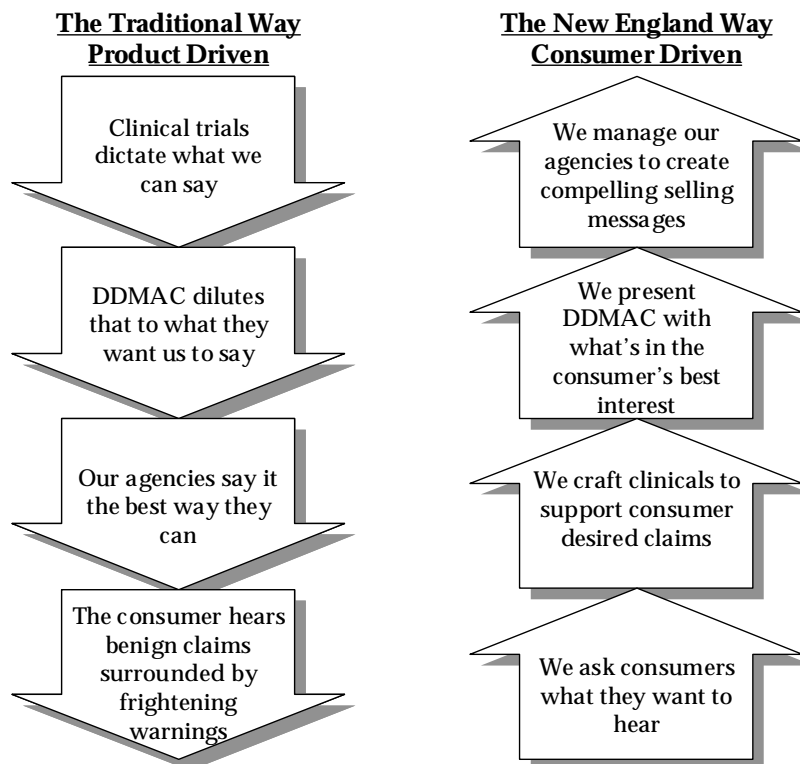 The Traditional Way
Product Driven
Clinical trials
dictate what we
can say
DDMAC dilutes
that to what they
want us to say
Our agencies say it
the best way they
can
The consumer hears
benign claims
surrounded by
frightening
warnings
The New England Way
Consumer Driven
We manage our
agencies to create
compelling selling
messages
We present
DDMAC with
what's in the
consumer's best
interest
We craft clinicals to
support consumer
desired claims
We ask consumers
what they want to
hear